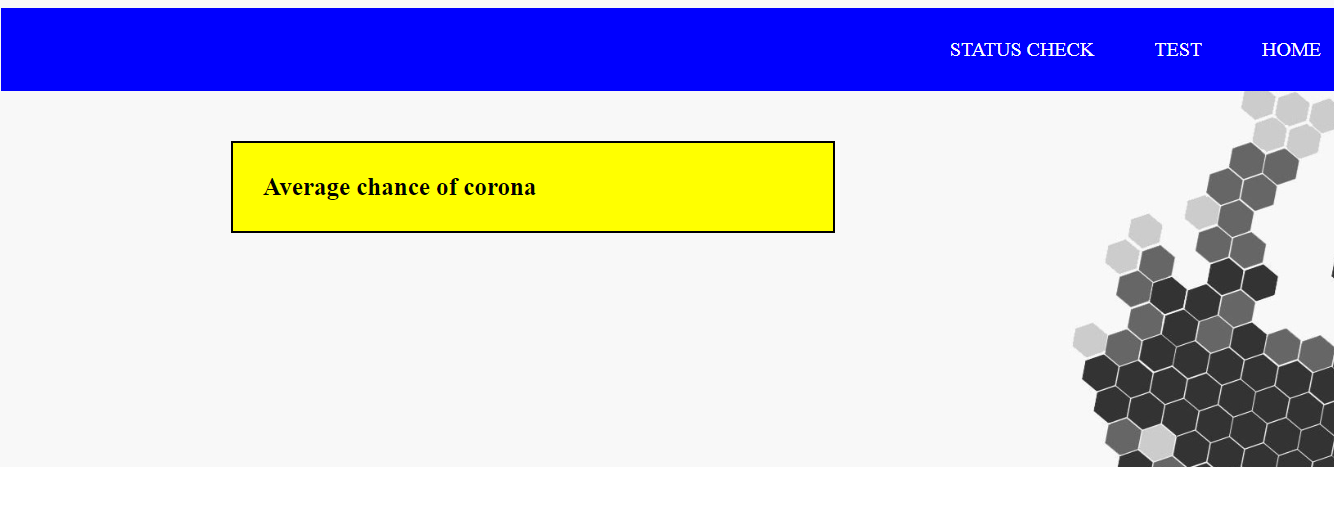 STATUS CHECK TEST HOME
Average chance of corona